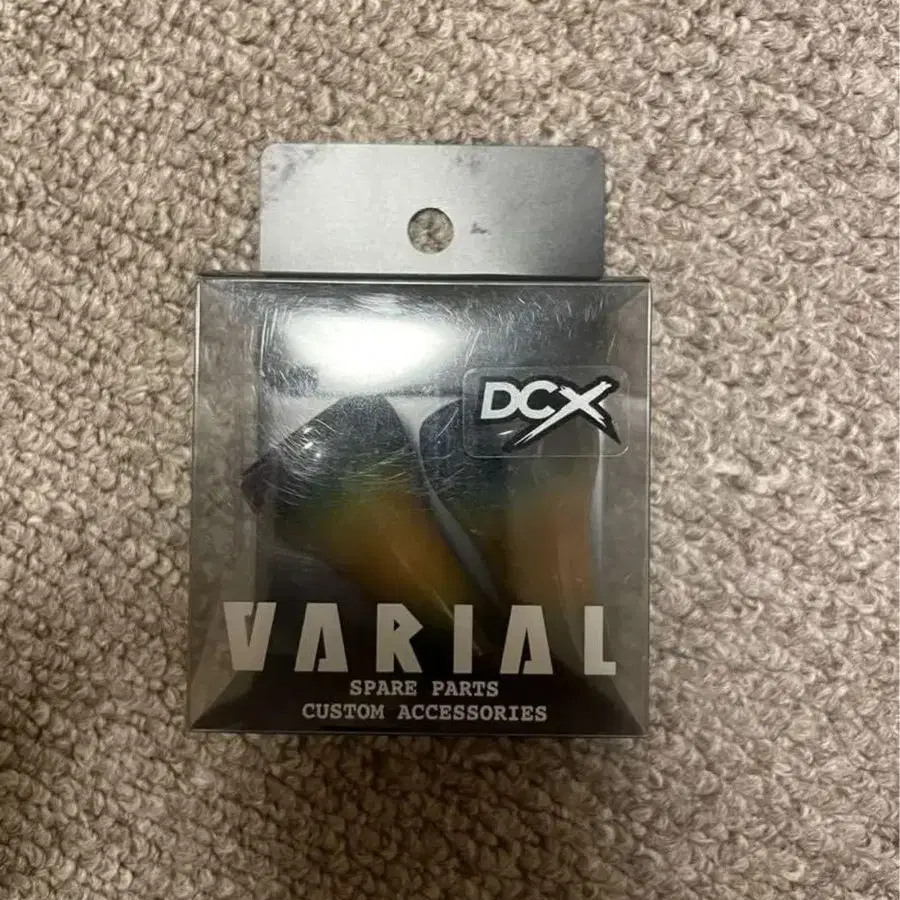 DCX
VARIAL
SPARE PARTS
CUSTOM ACCESSORIES